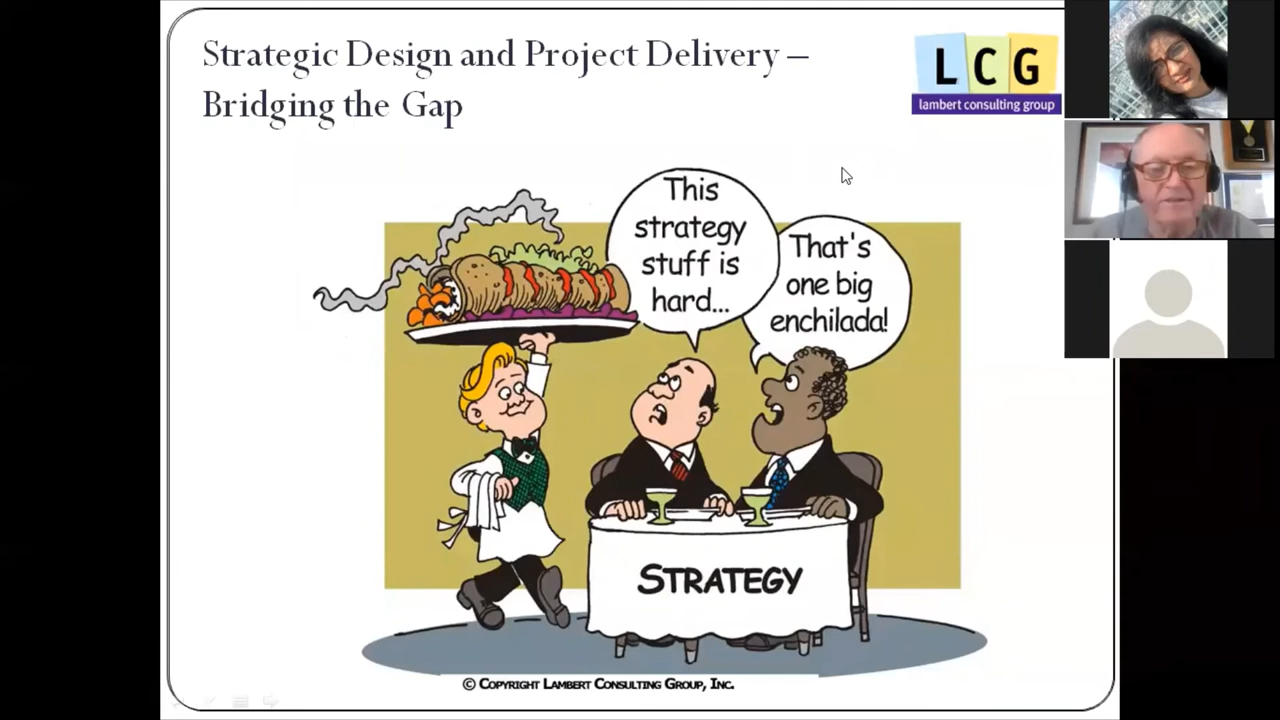 Strategic Design and Project Delivery –
Bridging the Gap
L C G
lambert consulting group
This
strategy
stuff is
hard...
That's
one big
enchilada!
STRATEGY
© COPYRIGHT LAMBERT CONSULTING GROUP, INC.